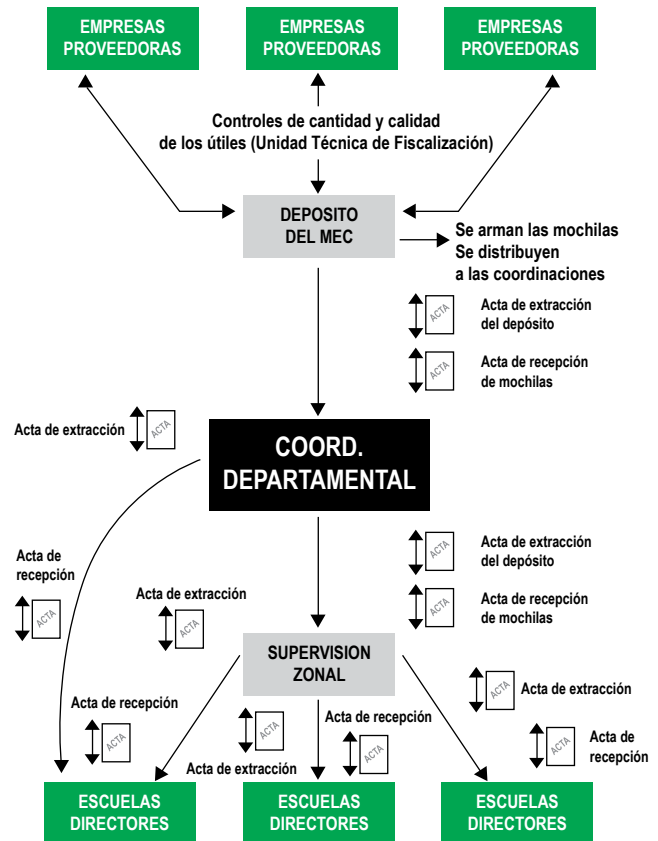 EMPRESAS
PROVEEDORAS
EMPRESAS
PROVEEDORAS
EMPRESAS
PROVEEDORAS
Controles de cantidad y calidad
de los útiles (Unidad Técnica de Fiscalización)
DEPOSITO
DEL MEC
Se arman las mochilas
Se distribuyen
a las coordinaciones
ACTA
Acta de extracción
del depósito
ACTA
Acta de recepción
de mochilas
Acta de extracción
ACTA
COORD.
DEPARTAMENTAL
Acta de
recepción
ACTA
ACTA
Acta de extracción
del depósito
ACTA
Acta de recepción
de mochilas
Acta de extracción
ACTA
SUPERVISION
ZONAL
Acta de recepción
ACTA
ACTA
Acta de extracción
Acta de recepción
ACTA
ACTA
Acta de extracción
ACTA
Acta de
recepción
ESCUELAS
DIRECTORES
ESCUELAS
DIRECTORES
ESCUELAS
DIRECTORES